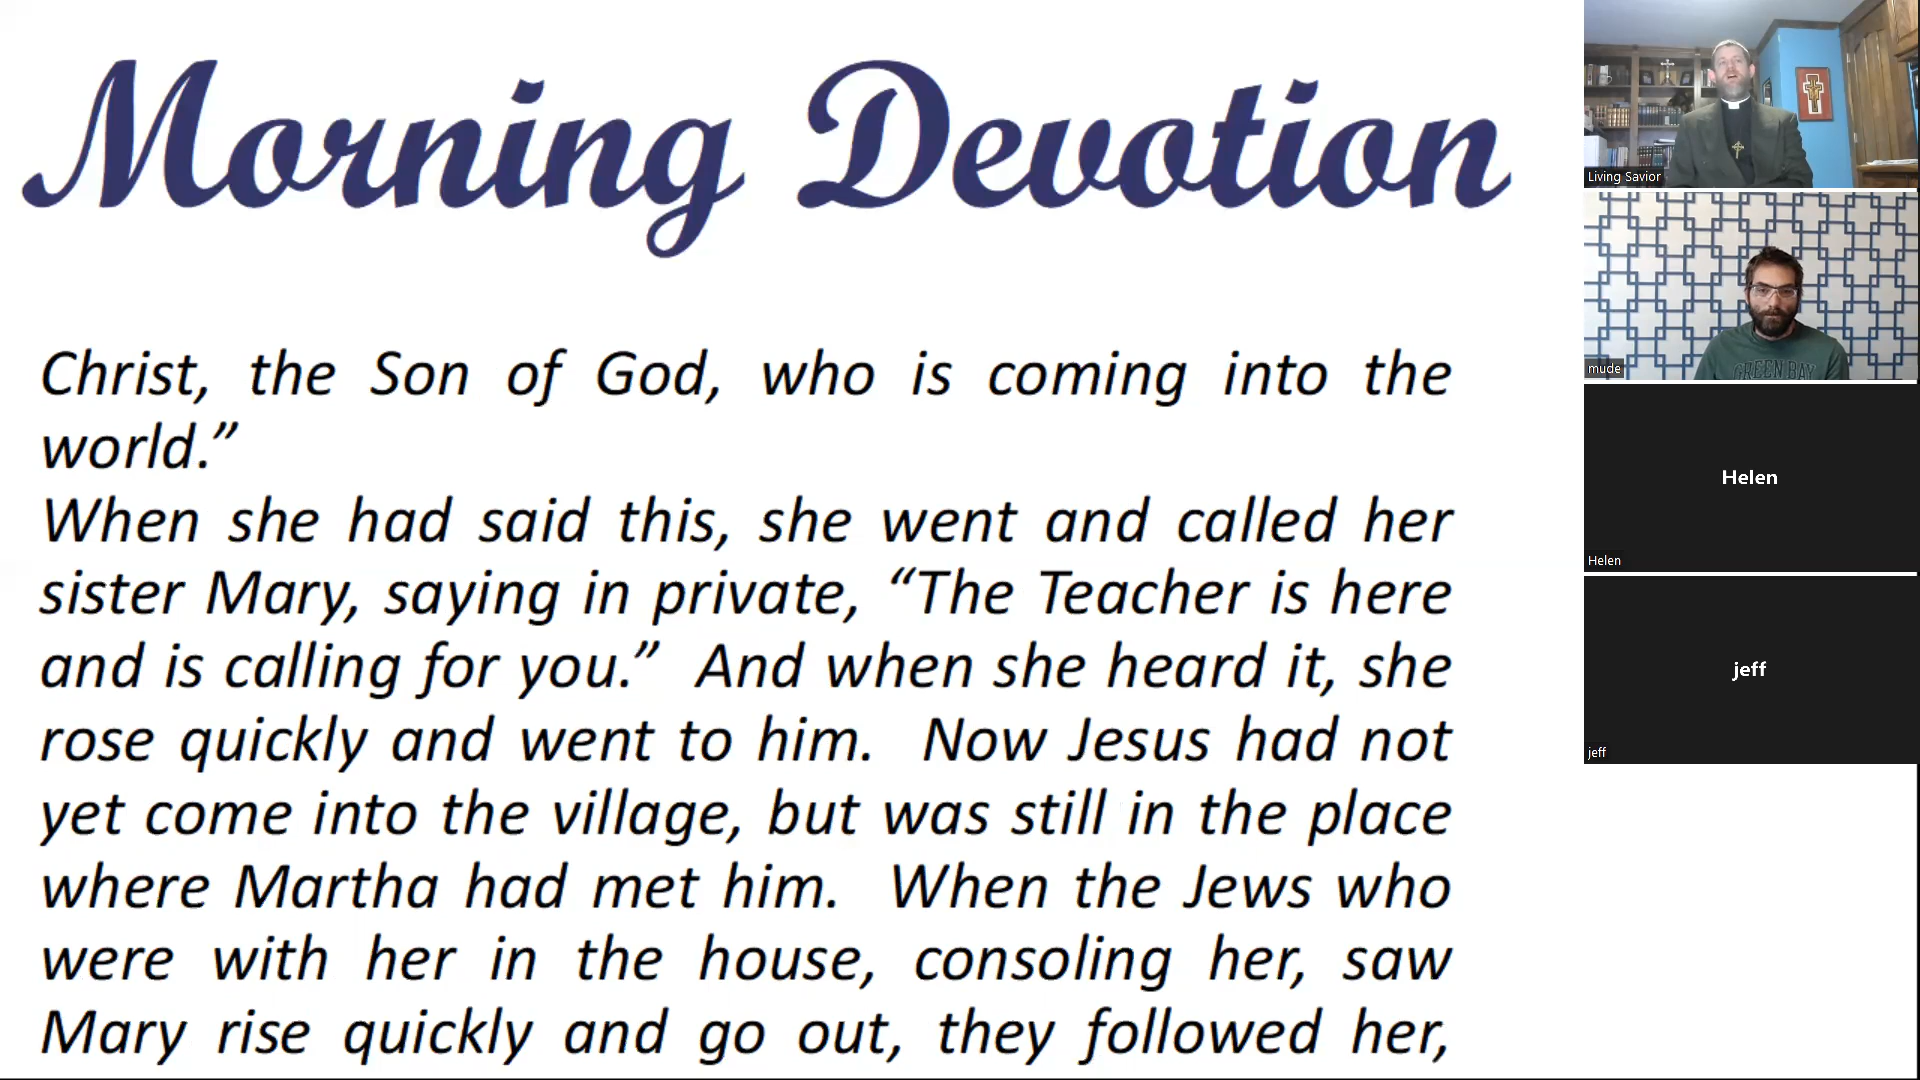 Morning Devotion
Christ, the Son of God, who is coming into the
world.”
When she had said this, she went and called her
sister Mary, saying in private, “The Teacher is here
and is calling for you.” And when she heard it, she
rose quickly and went to him. Now Jesus had not
yet come into the village, but was still in the place
where Martha had met him. When the Jews who
were with her in the house, consoling her, saw
Mary rise quickly and go out, they followed her,
Living Savior
GREEN BAY
mude
Helen
Helen
jeff
jeff